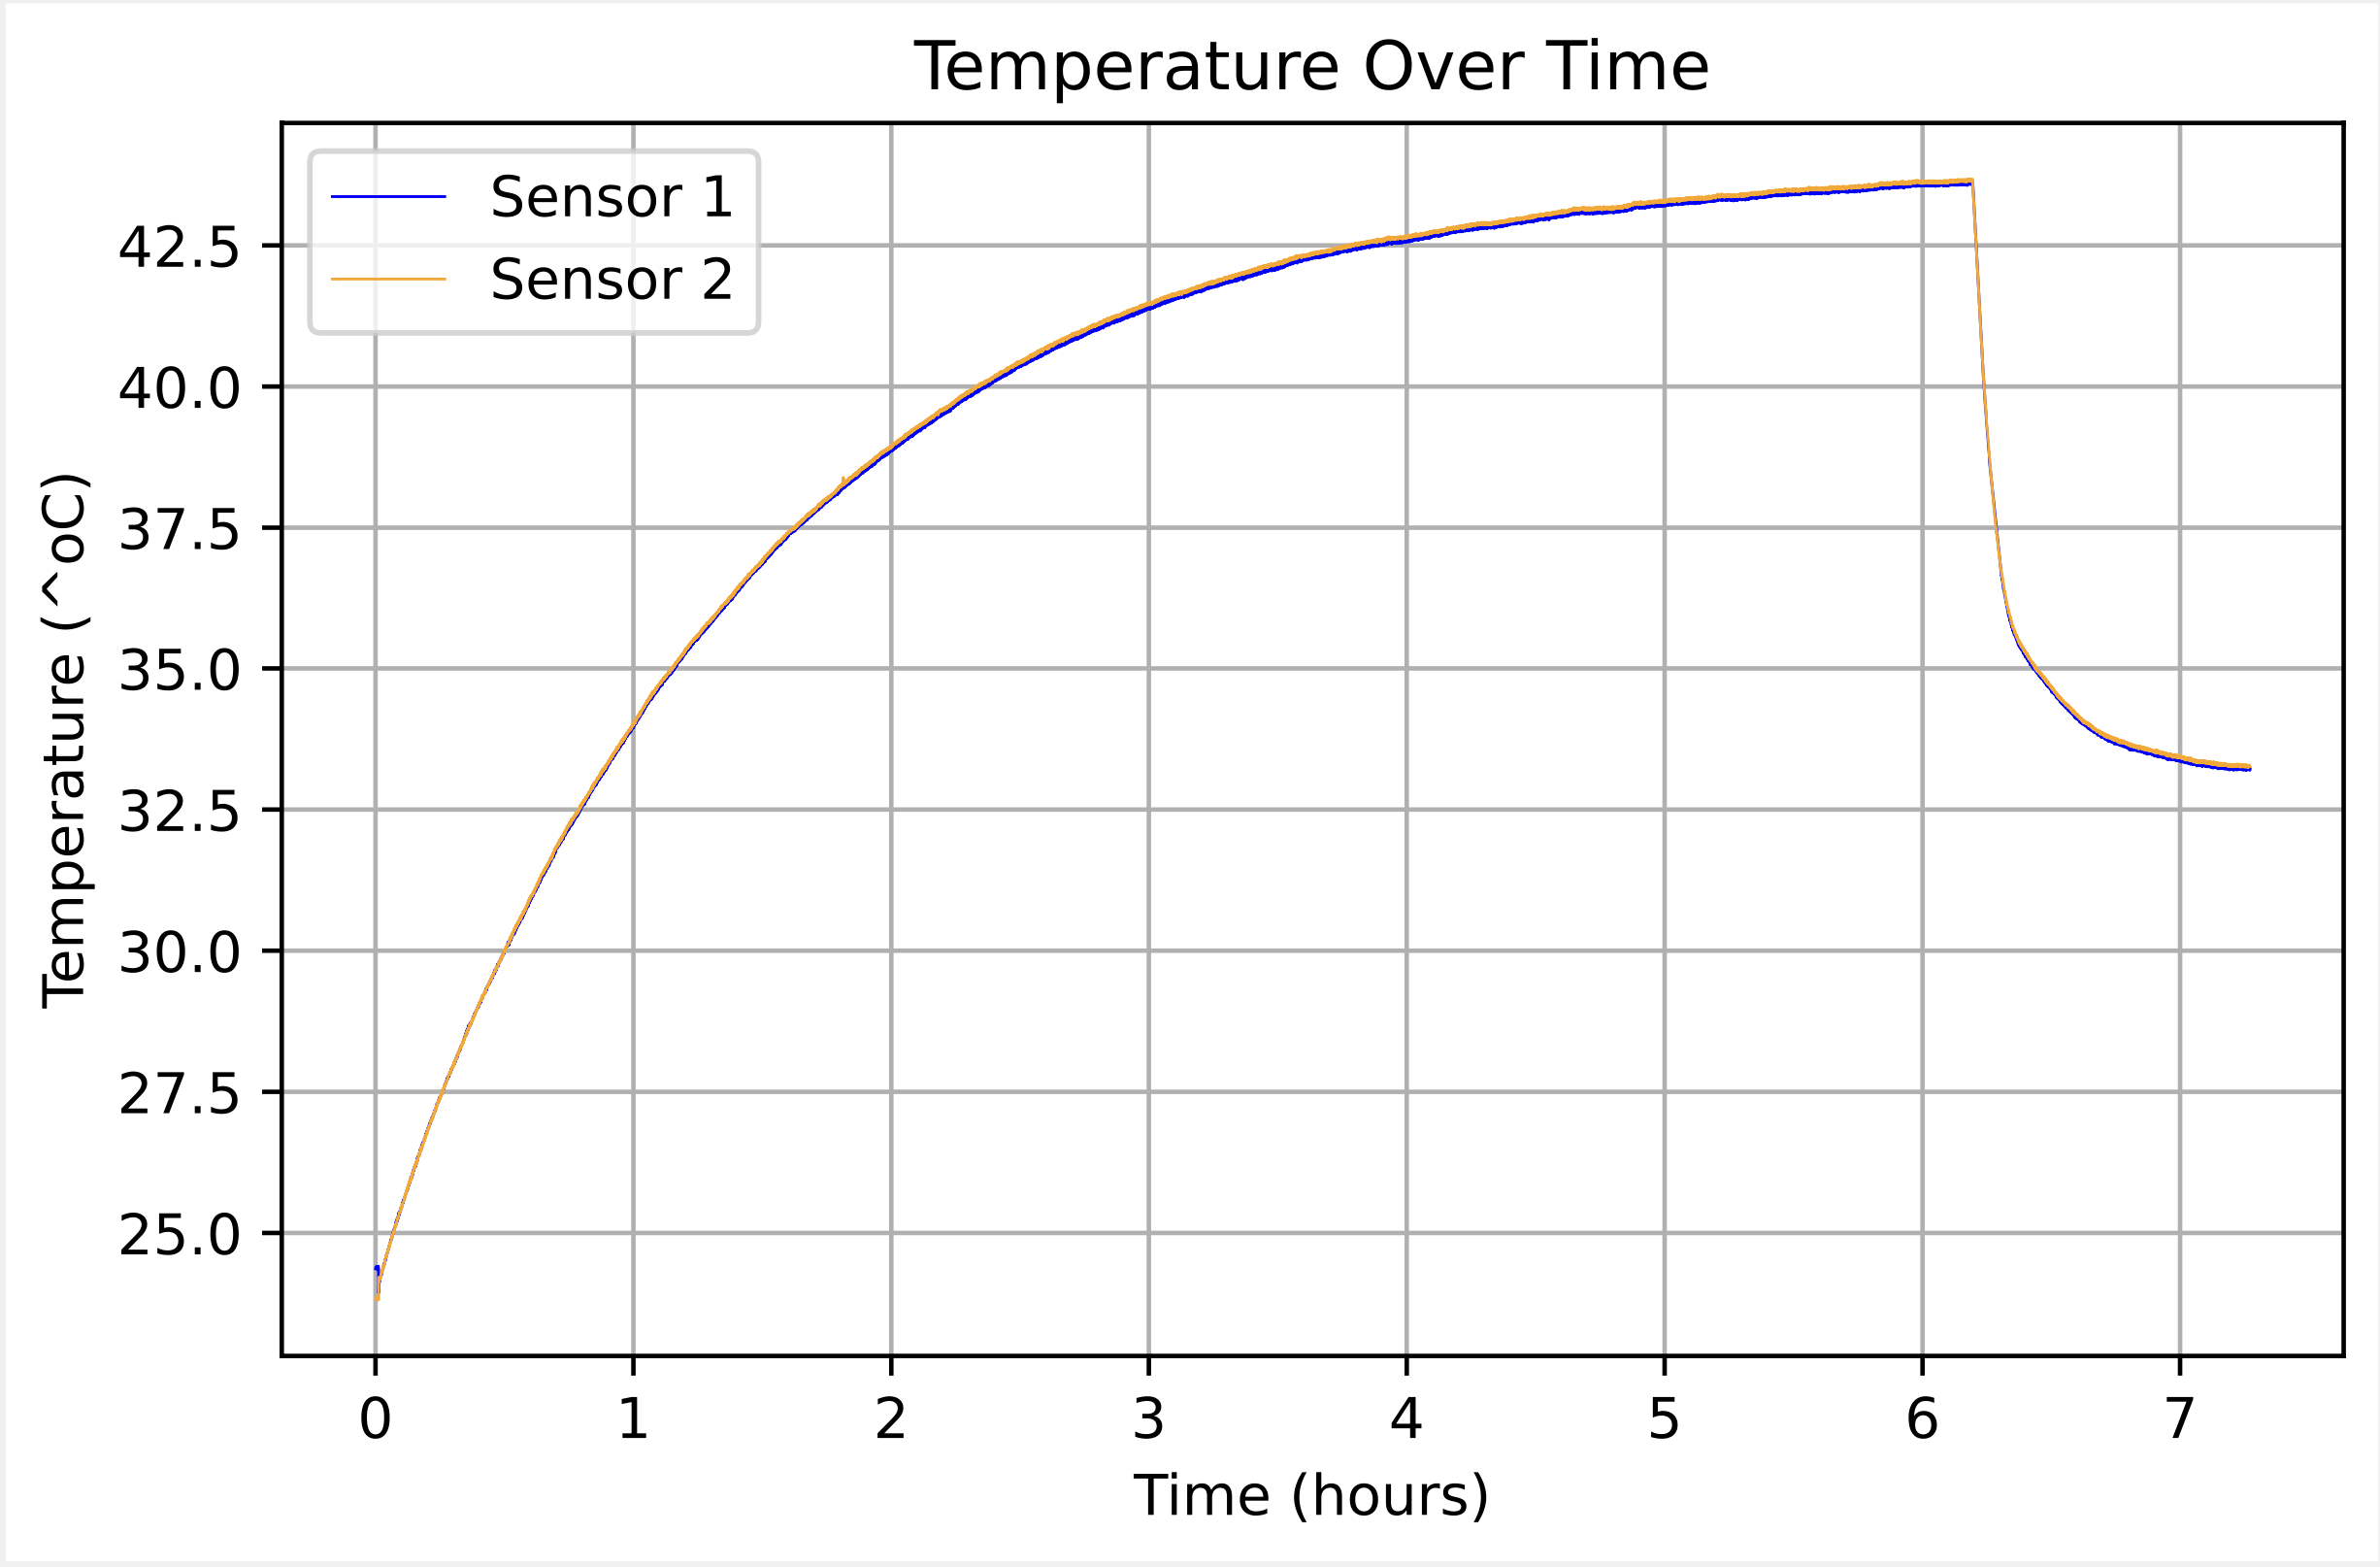 Temperature Over Time
Sensor 1
Sensor 2
Temperature (^oC)
42.5
40.0
37.5
35.0
32.5
30.0
27.5
25.0
0 1 2 3 4 5 6 7
Time (hours)